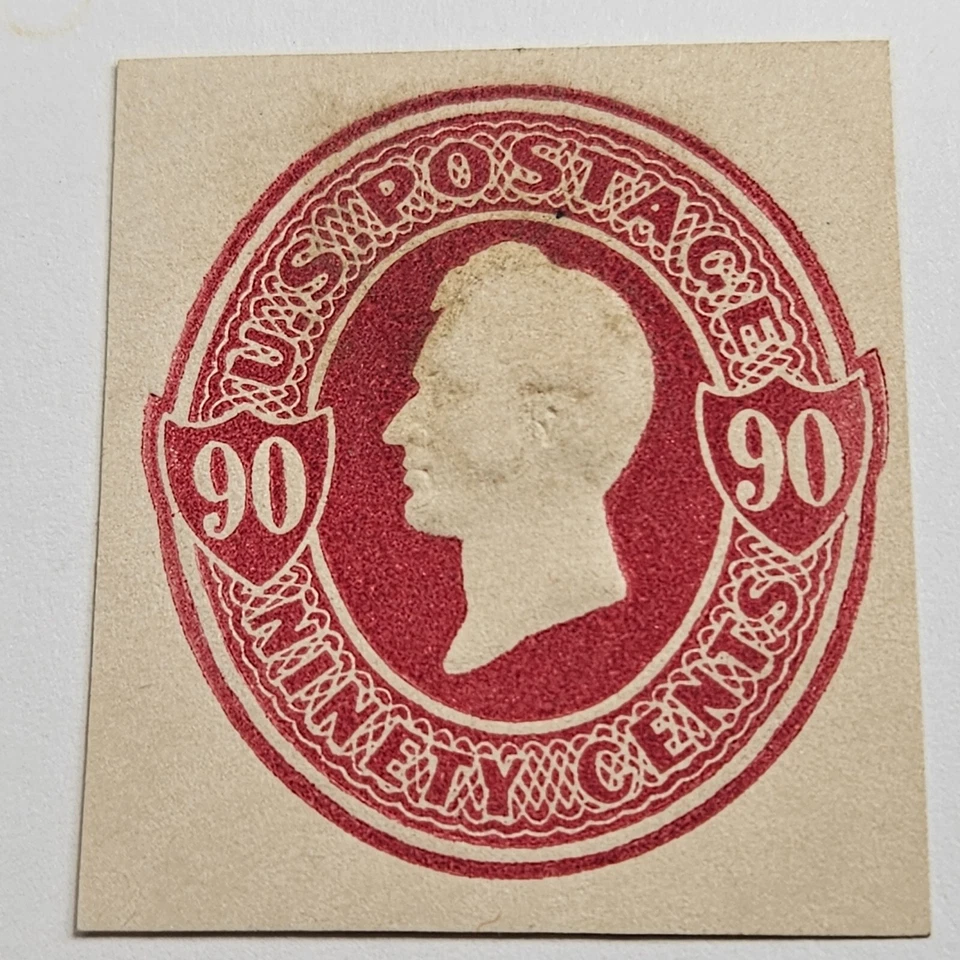 U.S. POSTAGE
90
90
NINETY CENTS